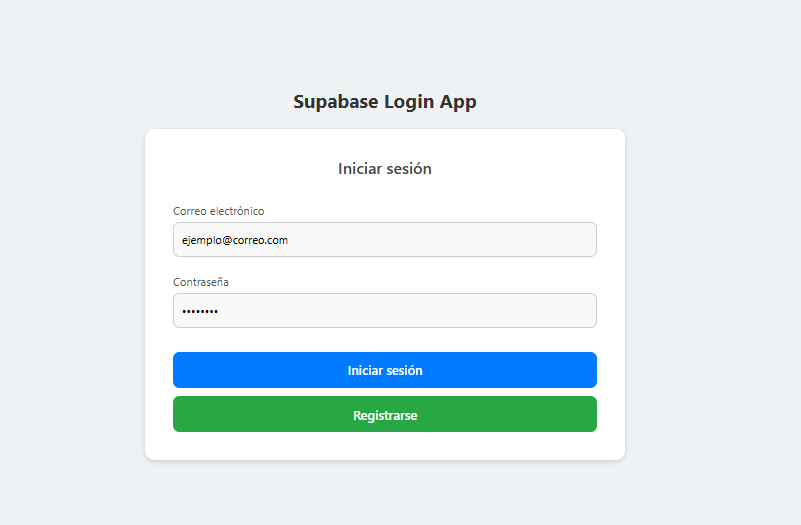 Supabase Login App
Iniciar sesión
Correo electrónico
ejemplo@correo.com
Contraseña
••••••••
Iniciar sesión
Registrarse